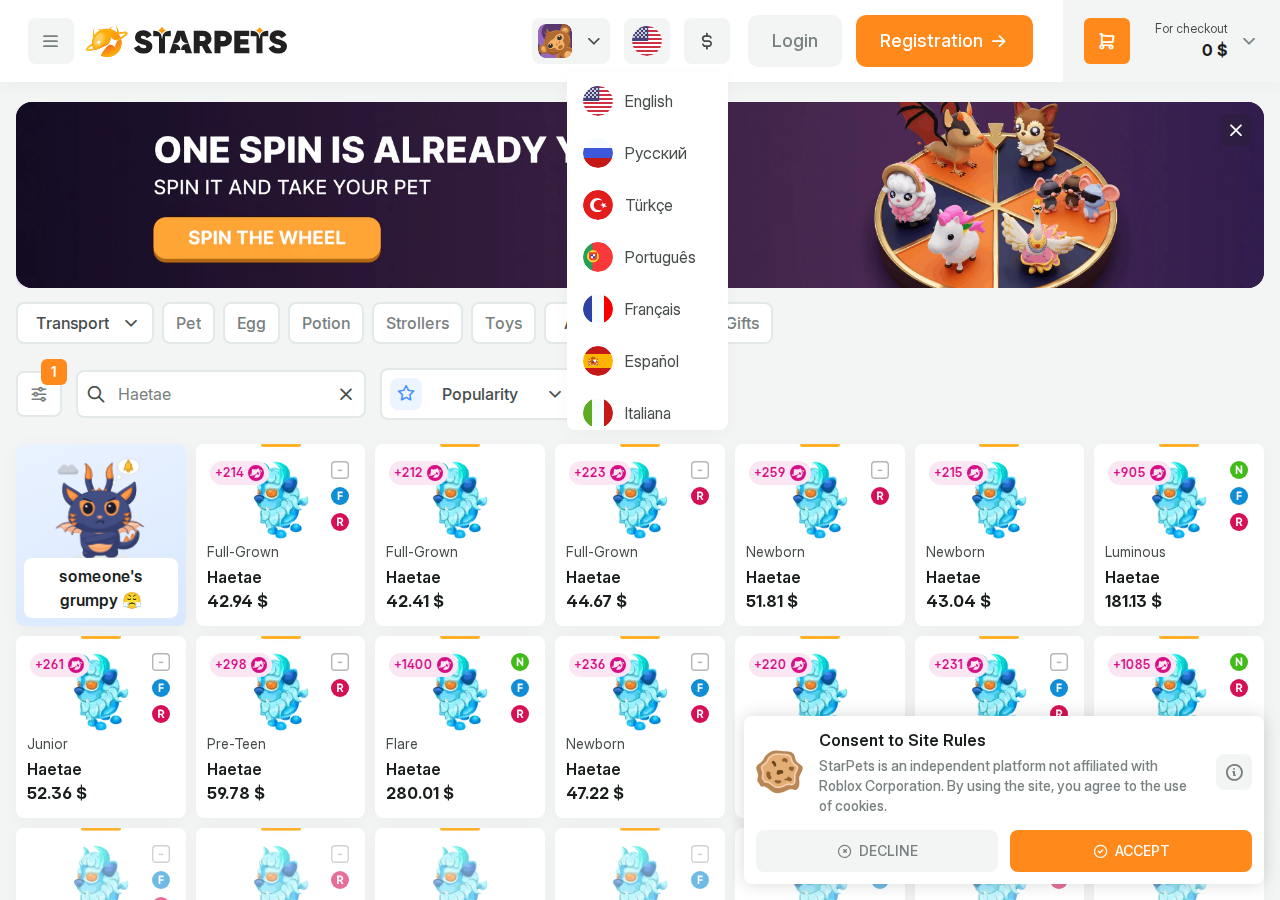 STARPETS
$
Login
Registration
For checkout
0 $
English
Русский
Türkçe
Português
Français
Español
Italiana
ONE SPIN IS ALREADY
SPIN IT AND TAKE YOUR PET
SPIN THE WHEEL
Transport
Pet
Egg
Potion
Strollers
Toys
Gifts
1
Haetae
Popularity
someone's
grumpy 😤
+214
F
R
Full-Grown
Haetae
42.94 $
+212
Full-Grown
Haetae
42.41 $
+223
R
Full-Grown
Haetae
44.67 $
+259
R
Newborn
Haetae
51.81 $
+215
Newborn
Haetae
43.04 $
+905
N
F
R
Luminous
Haetae
181.13 $
+261
F
R
Junior
Haetae
52.36 $
+298
R
Pre-Teen
Haetae
59.78 $
+1400
N
F
R
Flare
Haetae
280.01 $
+236
F
R
Newborn
Haetae
47.22 $
+220
+231
F
R
+1085
N
R
Consent to Site Rules
StarPets is an independent platform not affiliated with
Roblox Corporation. By using the site, you agree to the use
of cookies.
DECLINE
ACCEPT
F
R
F